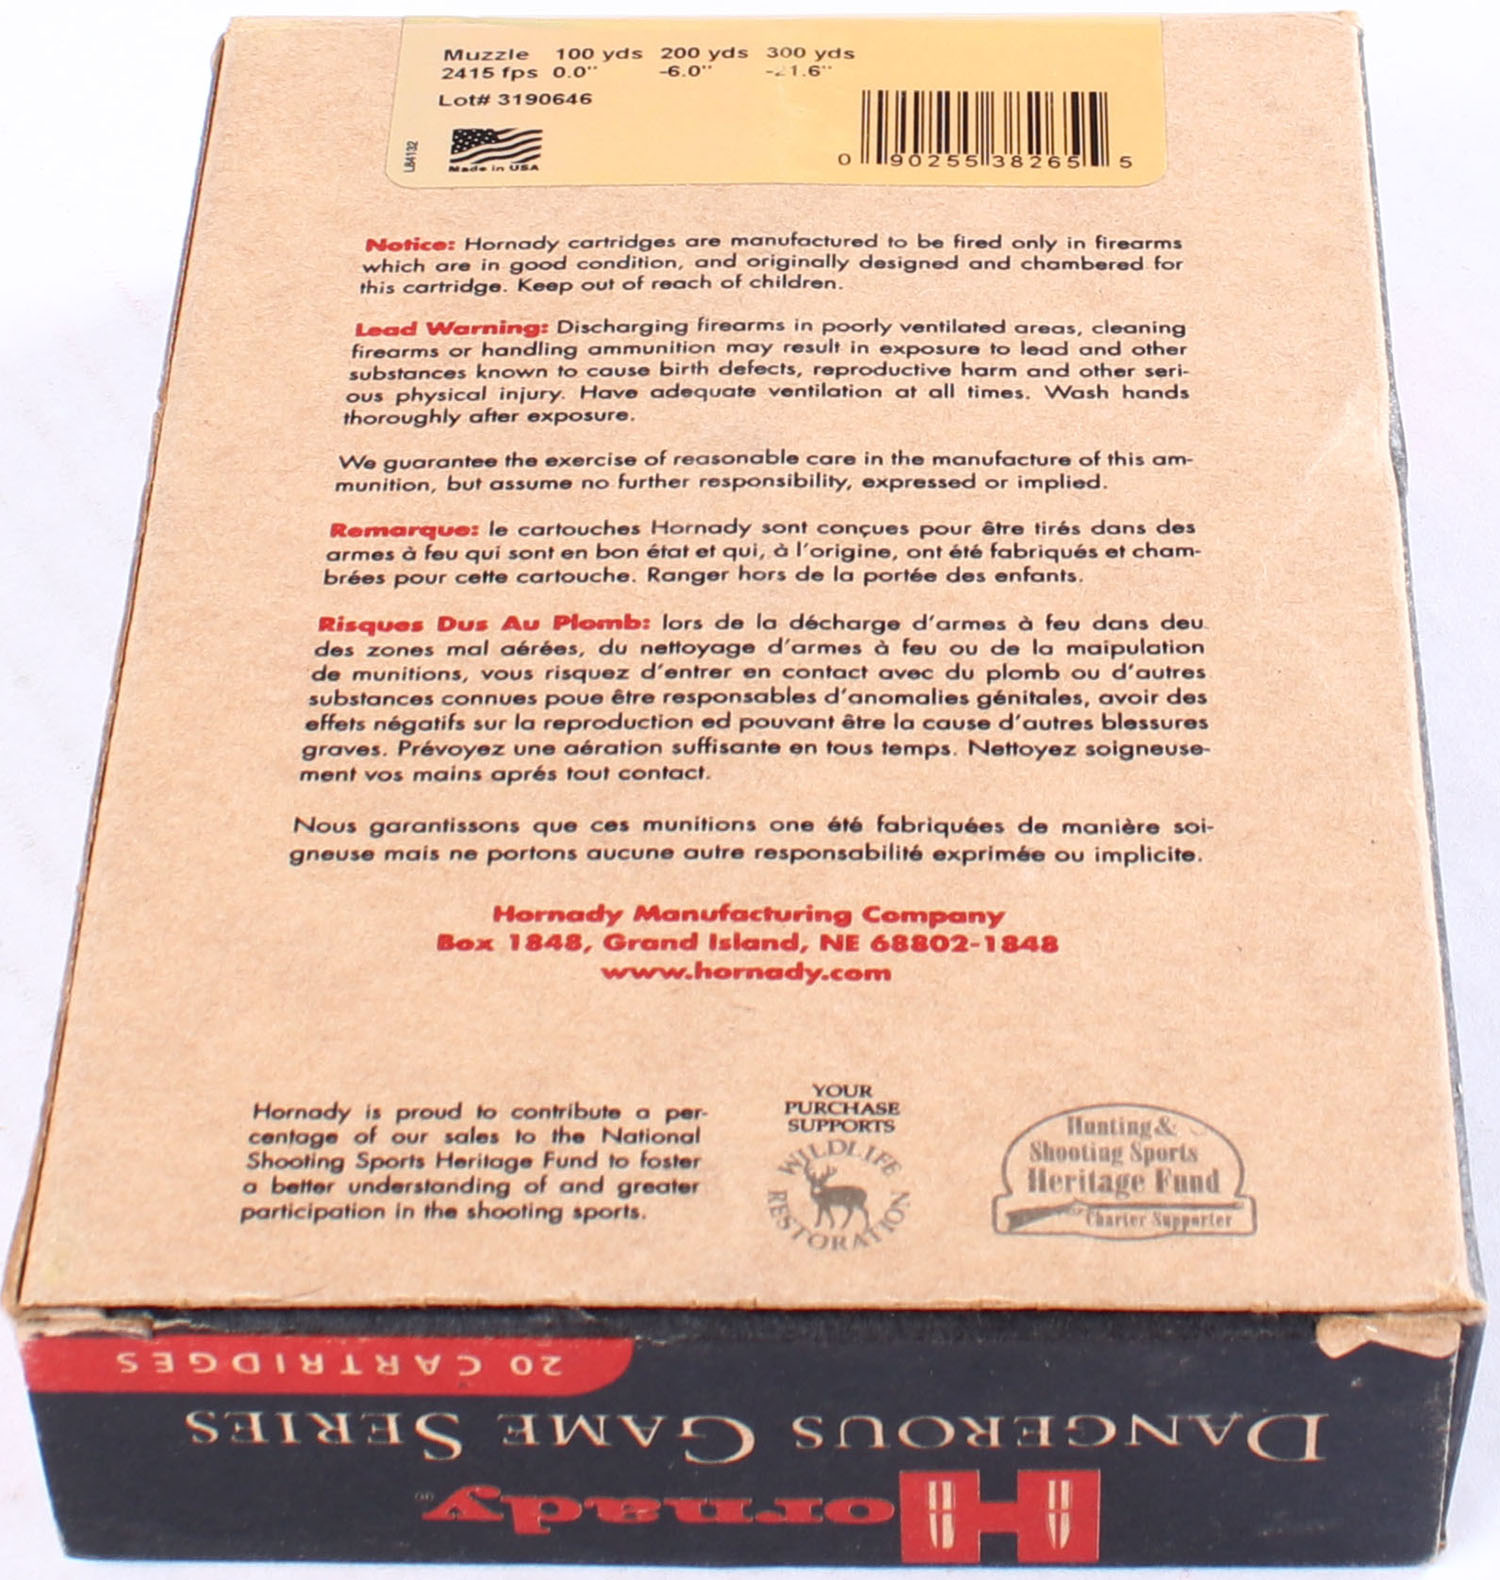 Muzzle 100 yds 200 yds 300 yds
2415 fps 0.0" -6.0" -21.6"
Lot# 3190646
L84132
Made in USA
0 90255 38265 5
Notice: Hornady cartridges are manufactured to be fired only in firearms
which are in good condition, and originally designed and chambered for
this cartridge. Keep out of reach of children.
Lead Warning: Discharging firearms in poorly ventilated areas, cleaning
firearms or handling ammunition may result in exposure to lead and other
substances known to cause birth defects, reproductive harm and other seri-
ous physical injury. Have adequate ventilation at all times. Wash hands
thoroughly after exposure.
We guarantee the exercise of reasonable care in the manufacture of this am-
munition, but assume no further responsibility, expressed or implied.
Remarque: le cartouches Hornady sont conçues pour être tirés dans des
armes à feu qui sont en bon état et qui, à l'origine, ont été fabriqués et cham-
brées pour cette cartouche. Ranger hors de la portée des enfants.
Risques Dus Au Plomb: lors de la décharge d'armes à feu dans deu
des zones mal aérées, du nettoyage d'armes à feu ou de la maipulation
de munitions, vous risquez d'entrer en contact avec du plomb ou d'autres
substances connues poue être responsables d'anomalies génitales, avoir des
effets négatifs sur la reproduction ed pouvant être la cause d'autres blessures
graves. Prévoyez une aération suffisante en tous temps. Nettoyez soigneuse-
ment vos mains aprés tout contact.
Nous garantissons que ces munitions one été fabriquées de manière soi-
gneuse mais ne portons aucune autre responsabilité exprimée ou implicite.
Hornady Manufacturing Company
Box 1848, Grand Island, NE 68802-1848
www.hornady.com
Hornady is proud to contribute a per-
centage of our sales to the National
Shooting Sports Heritage Fund to foster
a better understanding of and greater
participation in the shooting sports.
YOUR
PURCHASE
SUPPORTS
WILDLIFE
RESTORATION
Hunting &
Shooting Sports
Heritage Fund
Charter Supporter
20 CARTRIDGES
DANGEROUS GAME SERIES
Hornady